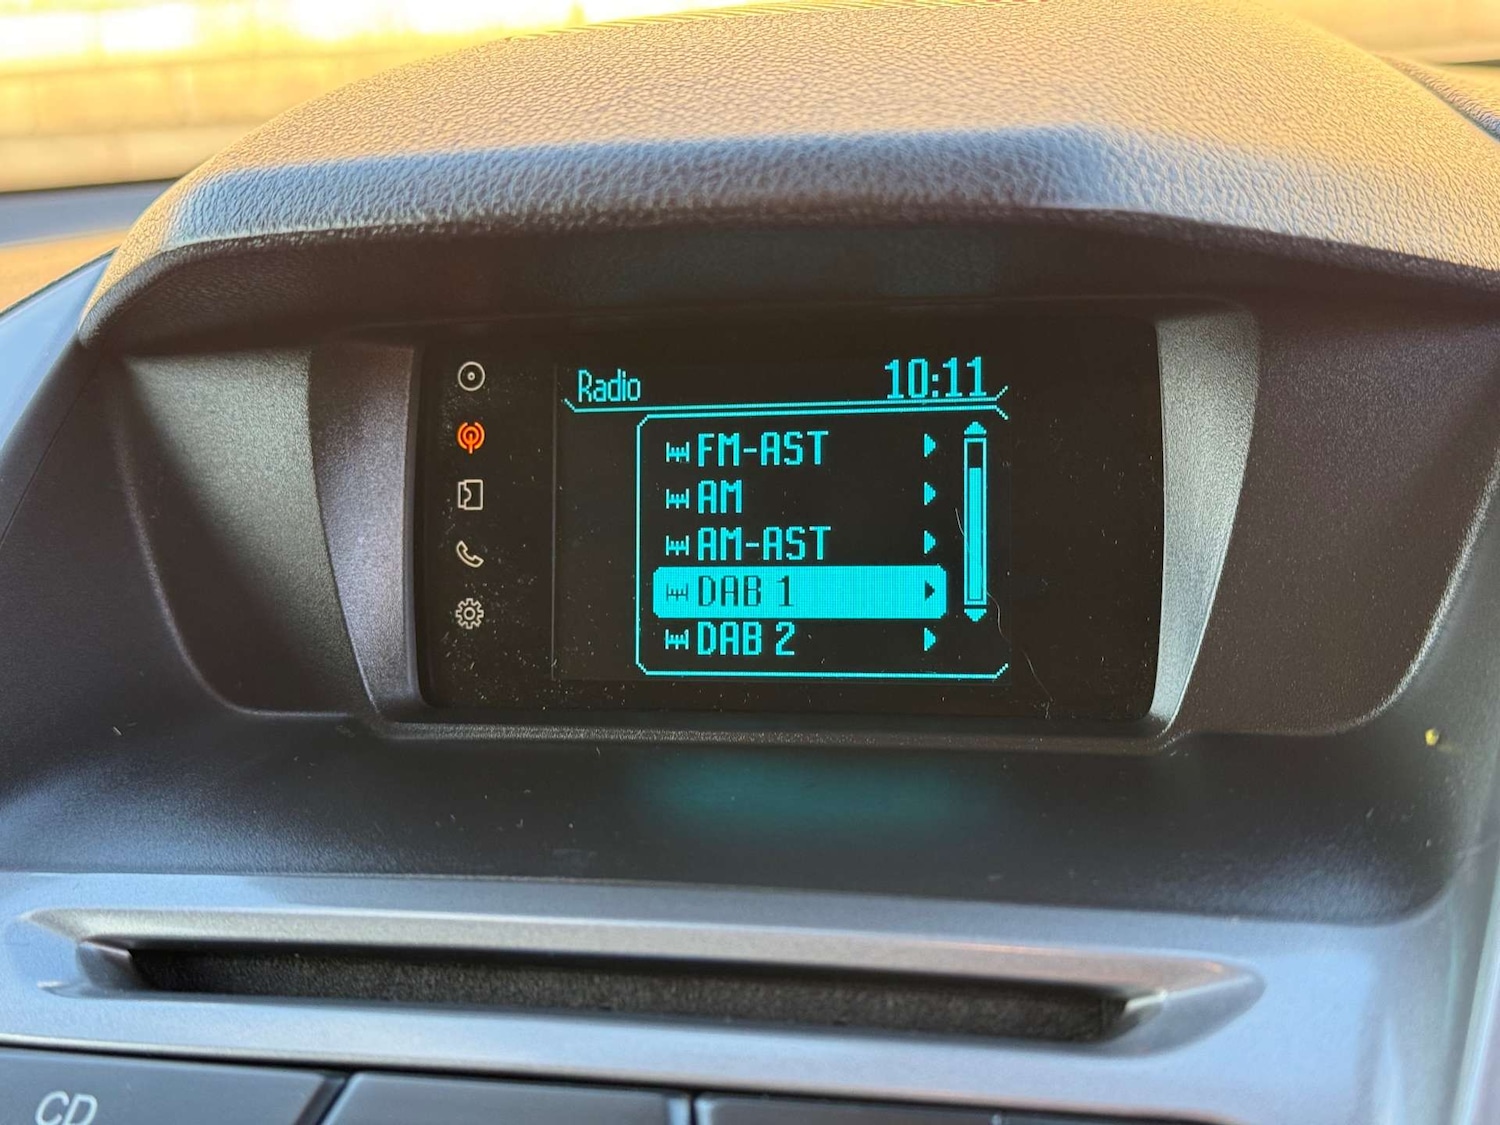 Radio 10:11
FM-AST
AM
AM-AST
DAB 1
DAB 2
CD